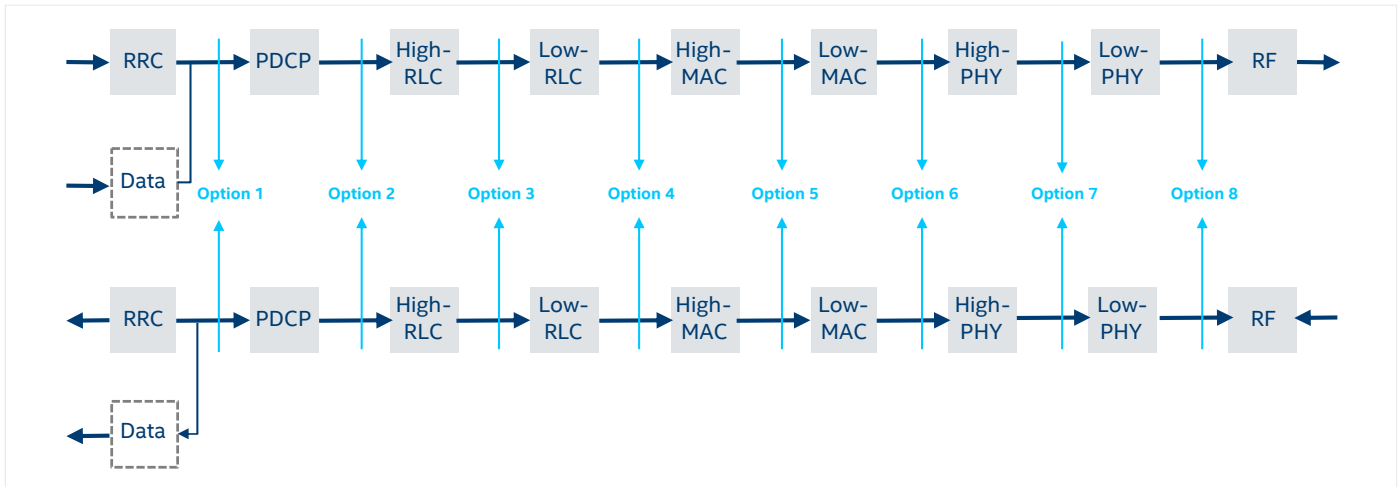 RRC
PDCP
High-
RLC
Low-
RLC
High-
MAC
Low-
MAC
High-
PHY
Low-
PHY
RF
Data
Option 1
Option 2
Option 3
Option 4
Option 5
Option 6
Option 7
Option 8
RRC
PDCP
High-
RLC
Low-
RLC
High-
MAC
Low-
MAC
High-
PHY
Low-
PHY
RF
Data